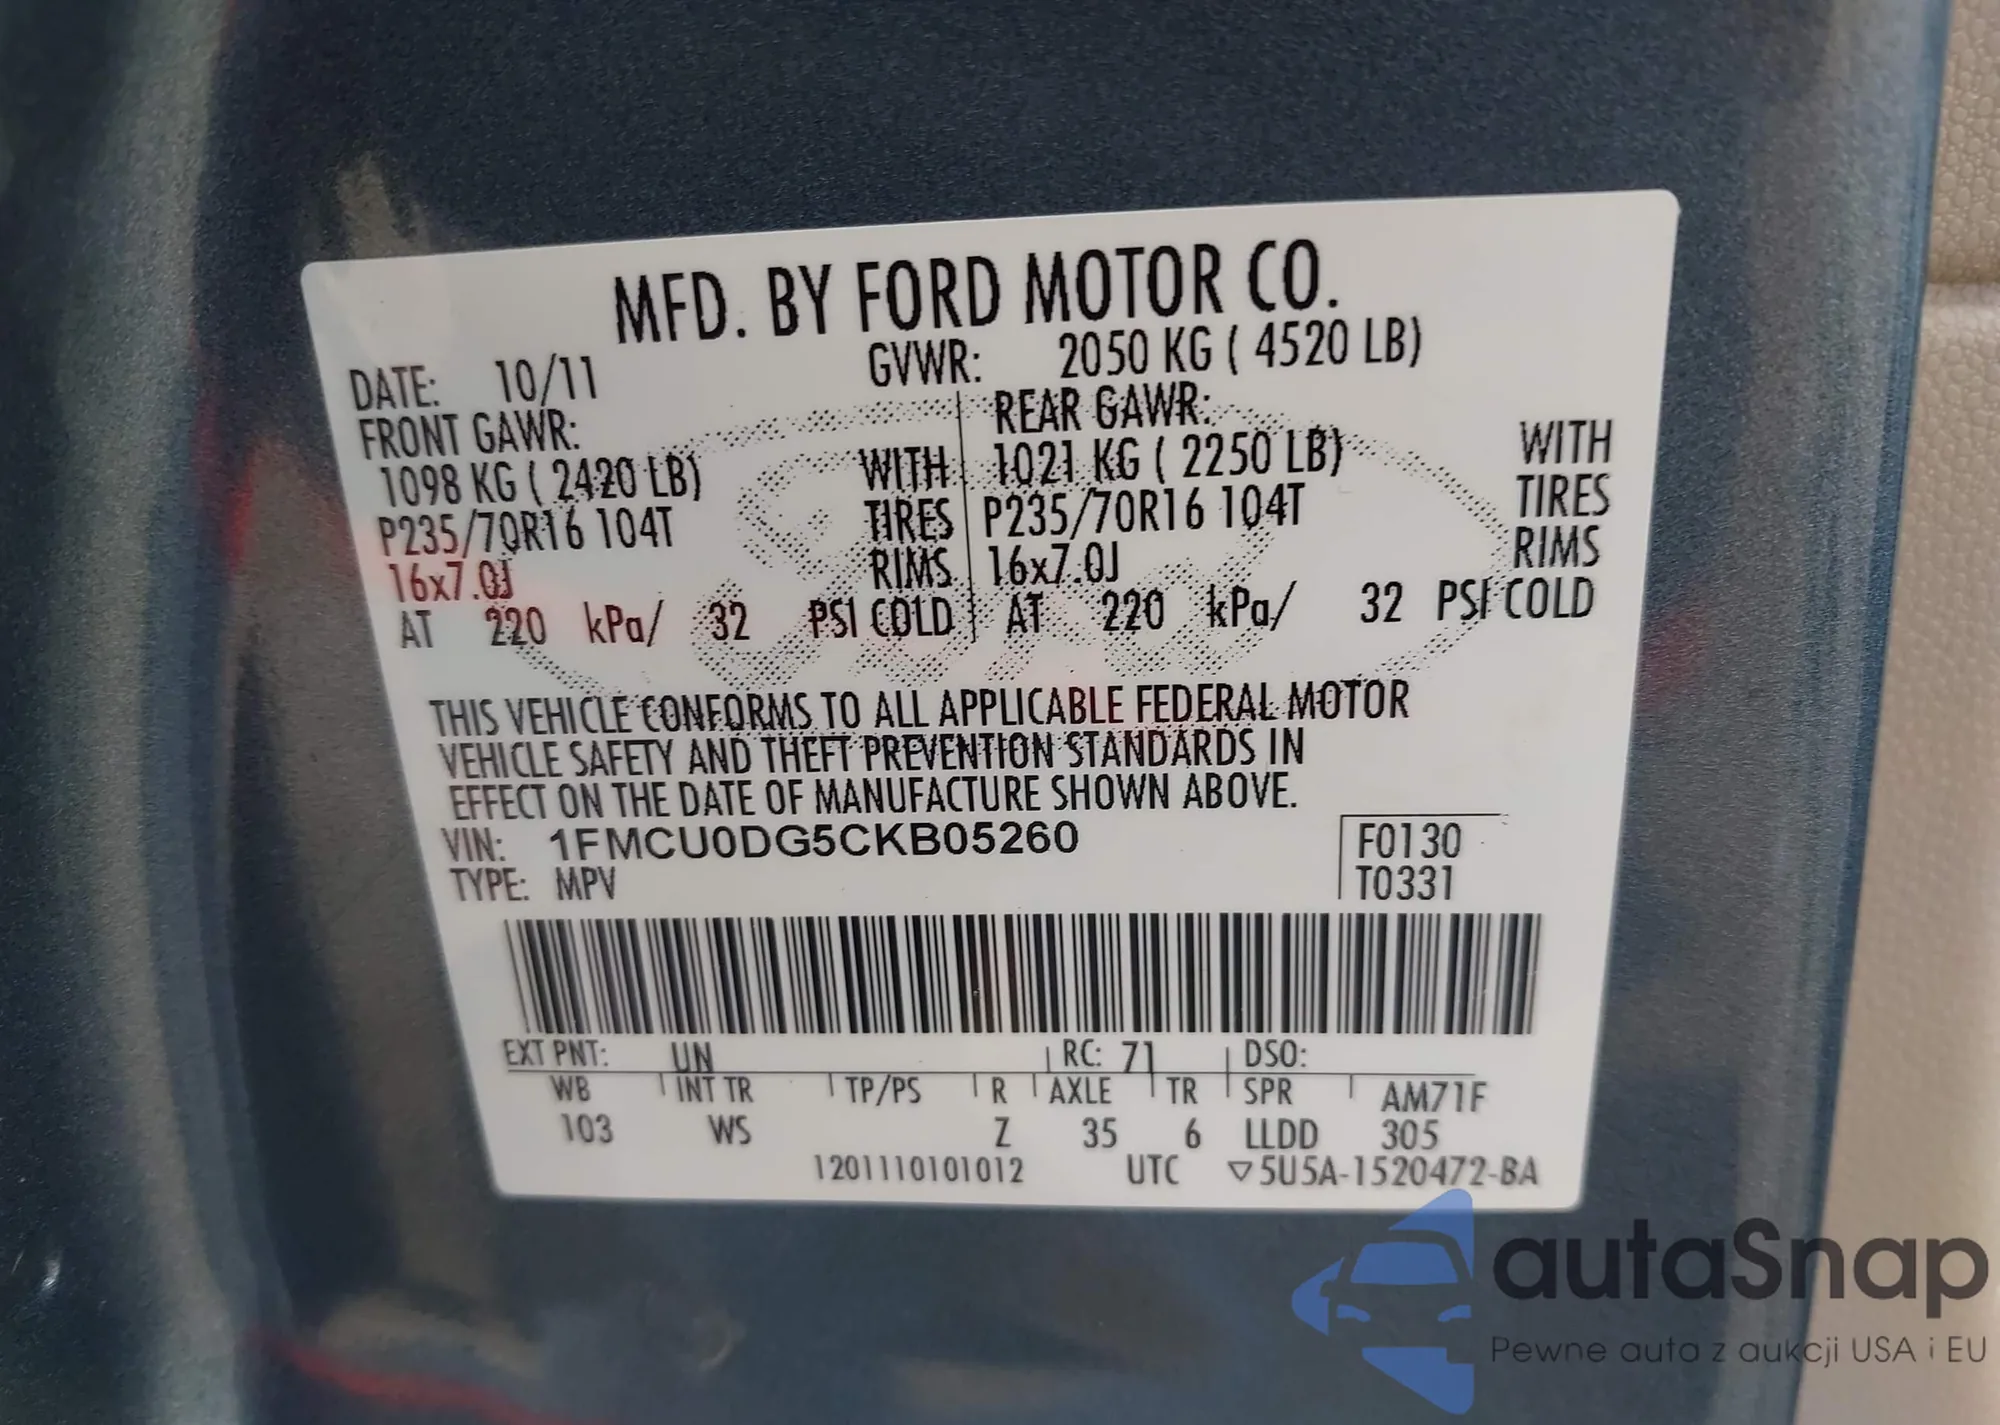 MFD. BY FORD MOTOR CO.
DATE: 10/11 GVWR: 2050 KG ( 4520 LB)
FRONT GAWR: REAR GAWR:
1098 KG ( 2420 LB) WITH 1021 KG ( 2250 LB) WITH
P235/70R16 104T TIRES P235/70R16 104T TIRES
16x7.0J RIMS 16x7.0J RIMS
AT 220 kPa/ 32 PSI COLD AT 220 kPa/ 32 PSI COLD
THIS VEHICLE CONFORMS TO ALL APPLICABLE FEDERAL MOTOR
VEHICLE SAFETY AND THEFT PREVENTION STANDARDS IN
EFFECT ON THE DATE OF MANUFACTURE SHOWN ABOVE.
VIN: 1FMCU0DG5CKB05260 F0130
TYPE: MPV T0331
EXT PNT: UN RC: 71 DSO:
WB INT TR TP/PS R AXLE TR SPR AM71F
103 WS Z 35 6 LLDD 305
1201110101012 UTC ▽5U5A-1520472-BA
autaSnap
Pewne auta z aukcji USA i EU